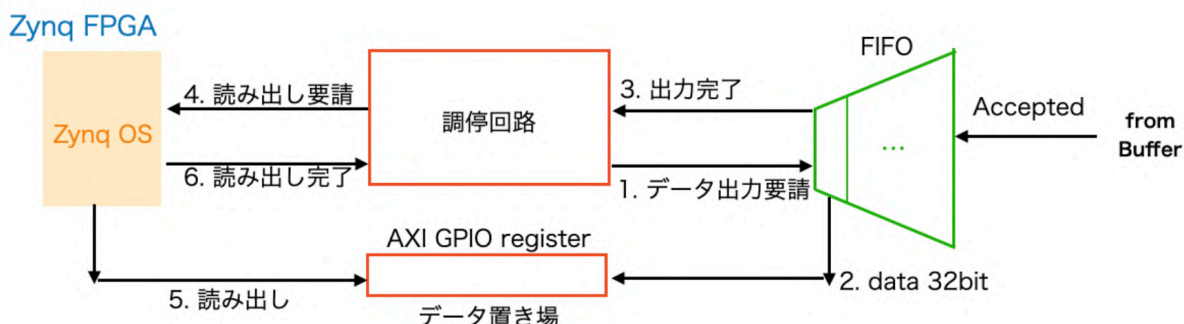 Zynq FPGA
FIFO
4. 読み出し要請
3. 出力完了
Accepted
調停回路
from
Buffer
Zynq OS
...
6. 読み出し完了
1. データ出力要請
AXI GPIO register
2. data 32bit
5. 読み出し
データ置き場